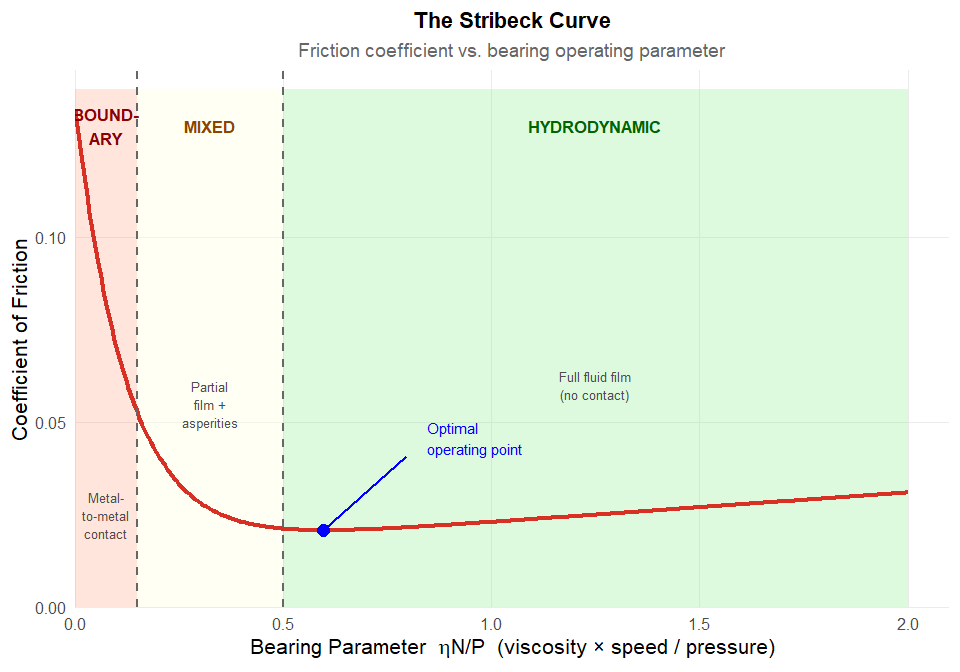 The Stribeck Curve
Friction coefficient vs. bearing operating parameter
BOUND-
ARY
MIXED
HYDRODYNAMIC
Coefficient of Friction
0.10
0.05
0.00
Partial
film +
asperities
Full fluid film
(no contact)
Optimal
operating point
Metal-
to-metal
contact
0.0
0.5
1.0
1.5
2.0
Bearing Parameter  ηN/P  (viscosity × speed / pressure)